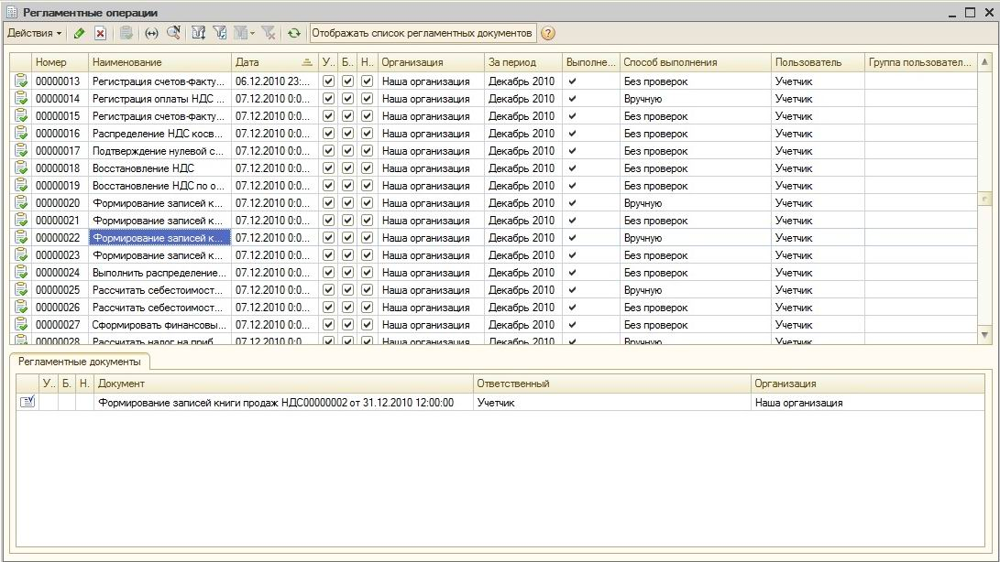 Регламентные операции
Действия Отображать список регламентных документов ?
Номер Наименование Дата У.. Б.. Н.. Организация За период Выполне... Способ выполнения Пользователь Группа пользовател...
00000013 Регистрация счетов-факту... 06.12.2010 23:... Наша организация Декабрь 2010 Без проверок Учетчик
00000014 Регистрация оплаты НДС ... 07.12.2010 0:0... Наша организация Декабрь 2010 Вручную Учетчик
00000015 Регистрация счетов-факту... 07.12.2010 0:0... Наша организация Декабрь 2010 Без проверок Учетчик
00000016 Распределение НДС косв... 07.12.2010 0:0... Наша организация Декабрь 2010 Без проверок Учетчик
00000017 Подтверждение нулевой с... 07.12.2010 0:0... Наша организация Декабрь 2010 Без проверок Учетчик
00000018 Восстановление НДС 07.12.2010 0:0... Наша организация Декабрь 2010 Без проверок Учетчик
00000019 Восстановление НДС по о... 07.12.2010 0:0... Наша организация Декабрь 2010 Без проверок Учетчик
00000020 Формирование записей к... 07.12.2010 0:0... Наша организация Декабрь 2010 Вручную Учетчик
00000021 Формирование записей к... 07.12.2010 0:0... Наша организация Декабрь 2010 Без проверок Учетчик
00000022 Формирование записей к... 07.12.2010 0:0... Наша организация Декабрь 2010 Вручную Учетчик
00000023 Формирование записей к... 07.12.2010 0:0... Наша организация Декабрь 2010 Без проверок Учетчик
00000024 Выполнить распределение... 07.12.2010 0:0... Наша организация Декабрь 2010 Без проверок Учетчик
00000025 Рассчитать себестоимост... 07.12.2010 0:0... Наша организация Декабрь 2010 Вручную Учетчик
00000026 Рассчитать себестоимост... 07.12.2010 0:0... Наша организация Декабрь 2010 Без проверок Учетчик
00000027 Сформировать финансовы... 07.12.2010 0:0... Наша организация Декабрь 2010 Без проверок Учетчик
00000028 Рассчитать налог на приб... 07.12.2010 0:0... Наша организация Декабрь 2010 Вручную Учетчик
Регламентные документы
У.. Б. Н. Документ Ответственный Организация
Формирование записей книги продаж НДС00000002 от 31.12.2010 12:00:00 Учетчик Наша организация